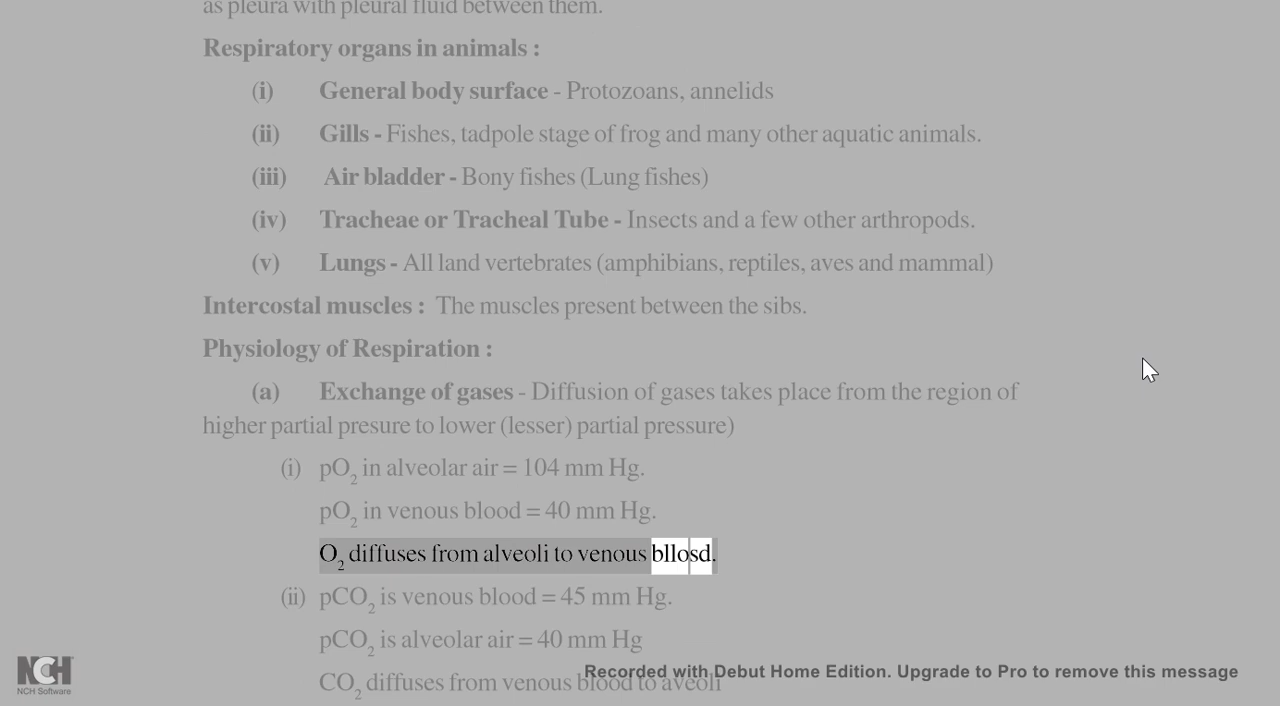 as pleura with pleural fluid between them.
Respiratory organs in animals :
(i) General body surface - Protozoans, annelids
(ii) Gills - Fishes, tadpole stage of frog and many other aquatic animals.
(iii) Air bladder - Bony fishes (Lung fishes)
(iv) Tracheae or Tracheal Tube - Insects and a few other arthropods.
(v) Lungs - All land vertebrates (amphibians, reptiles, aves and mammal)
Intercostal muscles : The muscles present between the sibs.
Physiology of Respiration :
(a) Exchange of gases - Diffusion of gases takes place from the region of
higher partial presure to lower (lesser) partial pressure)
(i) pO₂ in alveolar air = 104 mm Hg.
pO₂ in venous blood = 40 mm Hg.
O₂ diffuses from alveoli to venous bllosd.
(ii) pCO₂ is venous blood = 45 mm Hg.
pCO₂ is alveolar air = 40 mm Hg
CO₂ diffuses from venous blood to aveoli
Recorded with Debut Home Edition. Upgrade to Pro to remove this message
NCH
NCH Software